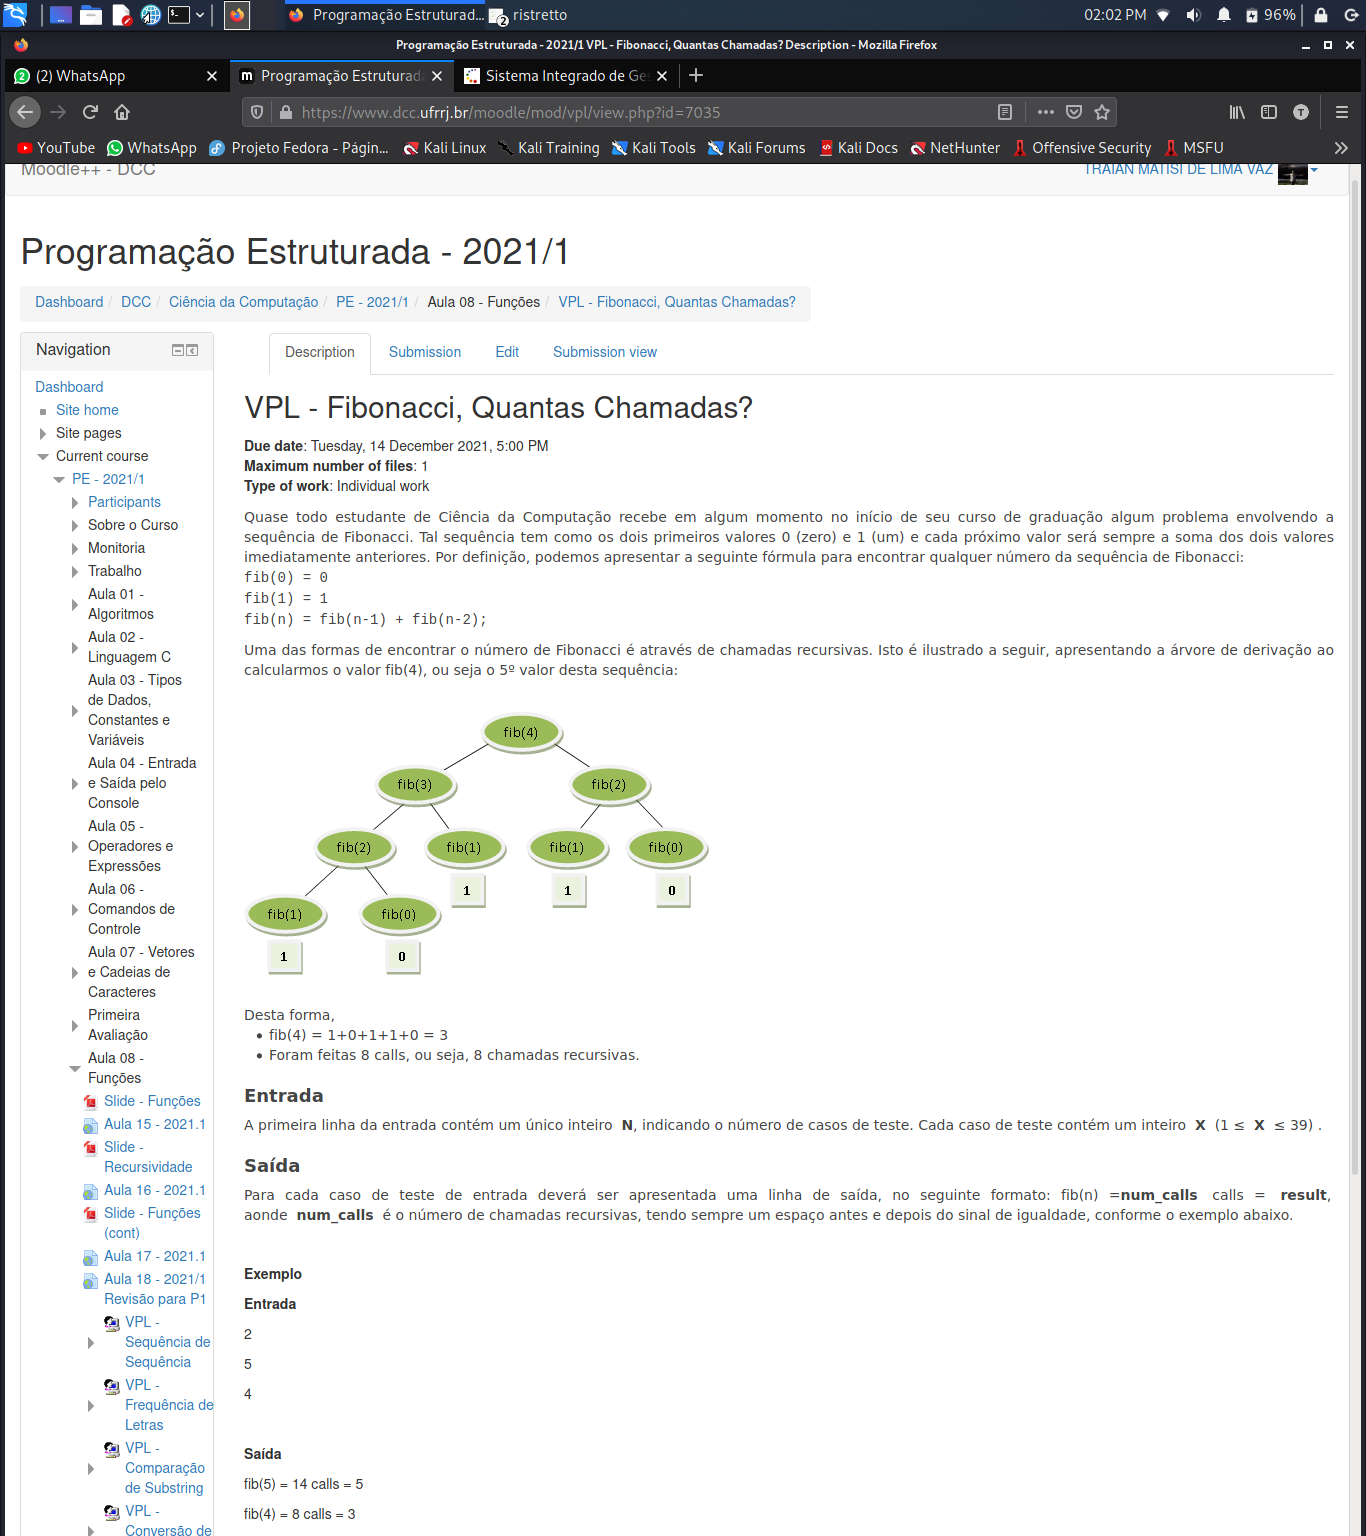 Programação Estruturad...
2 ristretto
02:02 PM
96%
Programação Estruturada - 2021/1 VPL - Fibonacci, Quantas Chamadas? Description - Mozilla Firefox
(2) WhatsApp
Programação Estruturada
Sistema Integrado de Ges
https://www.dcc.ufrrj.br/moodle/mod/vpl/view.php?id=7035
YouTube WhatsApp Projeto Fedora - Págin... Kali Linux Kali Training Kali Tools Kali Forums Kali Docs NetHunter Offensive Security MSFU
Moodle++ - DCC
TRAIAN MATISI DE LIMA VAZ
Programação Estruturada - 2021/1
Dashboard / DCC / Ciência da Computação / PE - 2021/1 / Aula 08 - Funções / VPL - Fibonacci, Quantas Chamadas?
Navigation
Dashboard
Site home
Site pages
Current course
PE - 2021/1
Participants
Sobre o Curso
Monitoria
Trabalho
Aula 01 -
Algoritmos
Aula 02 -
Linguagem C
Aula 03 - Tipos
de Dados,
Constantes e
Variáveis
Aula 04 - Entrada
e Saída pelo
Console
Aula 05 -
Operadores e
Expressões
Aula 06 -
Comandos de
Controle
Aula 07 - Vetores
e Cadeias de
Caracteres
Primeira
Avaliação
Aula 08 -
Funções
Slide - Funções
Aula 15 - 2021.1
Slide -
Recursividade
Aula 16 - 2021.1
Slide - Funções
(cont)
Aula 17 - 2021.1
Aula 18 - 2021/1
Revisão para P1
VPL -
Sequência de
Sequência
VPL -
Frequência de
Letras
VPL -
Comparação
de Substring
VPL -
Conversão de
Description Submission Edit Submission view
VPL - Fibonacci, Quantas Chamadas?
Due date: Tuesday, 14 December 2021, 5:00 PM
Maximum number of files: 1
Type of work: Individual work
Quase todo estudante de Ciência da Computação recebe em algum momento no início de seu curso de graduação algum problema envolvendo a
sequência de Fibonacci. Tal sequência tem como os dois primeiros valores 0 (zero) e 1 (um) e cada próximo valor será sempre a soma dos dois valores
imediatamente anteriores. Por definição, podemos apresentar a seguinte fórmula para encontrar qualquer número da sequência de Fibonacci:
fib(0) = 0
fib(1) = 1
fib(n) = fib(n-1) + fib(n-2);
Uma das formas de encontrar o número de Fibonacci é através de chamadas recursivas. Isto é ilustrado a seguir, apresentando a árvore de derivação ao
calcularmos o valor fib(4), ou seja o 5º valor desta sequência:
fib(4)
fib(3) fib(2)
fib(2) fib(1) fib(1) fib(0)
1 1 0
fib(1) fib(0)
1 0
Desta forma,
• fib(4) = 1+0+1+1+0 = 3
• Foram feitas 8 calls, ou seja, 8 chamadas recursivas.
Entrada
A primeira linha da entrada contém um único inteiro N, indicando o número de casos de teste. Cada caso de teste contém um inteiro X (1 ≤ X ≤ 39) .
Saída
Para cada caso de teste de entrada deverá ser apresentada uma linha de saída, no seguinte formato: fib(n) =num_calls calls = result,
aonde num_calls é o número de chamadas recursivas, tendo sempre um espaço antes e depois do sinal de igualdade, conforme o exemplo abaixo.
Exemplo
Entrada
2
5
4
Saída
fib(5) = 14 calls = 5
fib(4) = 8 calls = 3